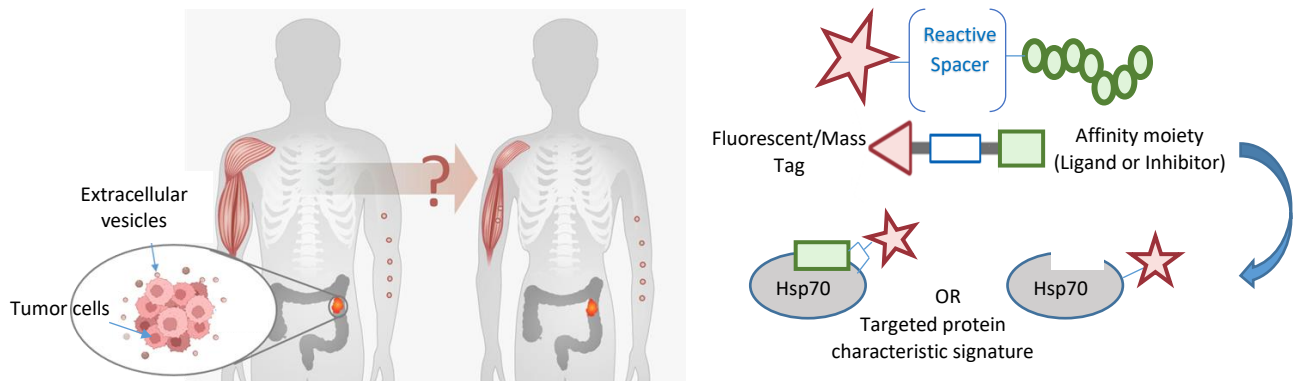 Extracellular
vesicles
Tumor cells
?
Reactive
Spacer
Fluorescent/Mass
Tag
Affinity moiety
(Ligand or Inhibitor)
Hsp70
OR
Hsp70
Targeted protein
characteristic signature